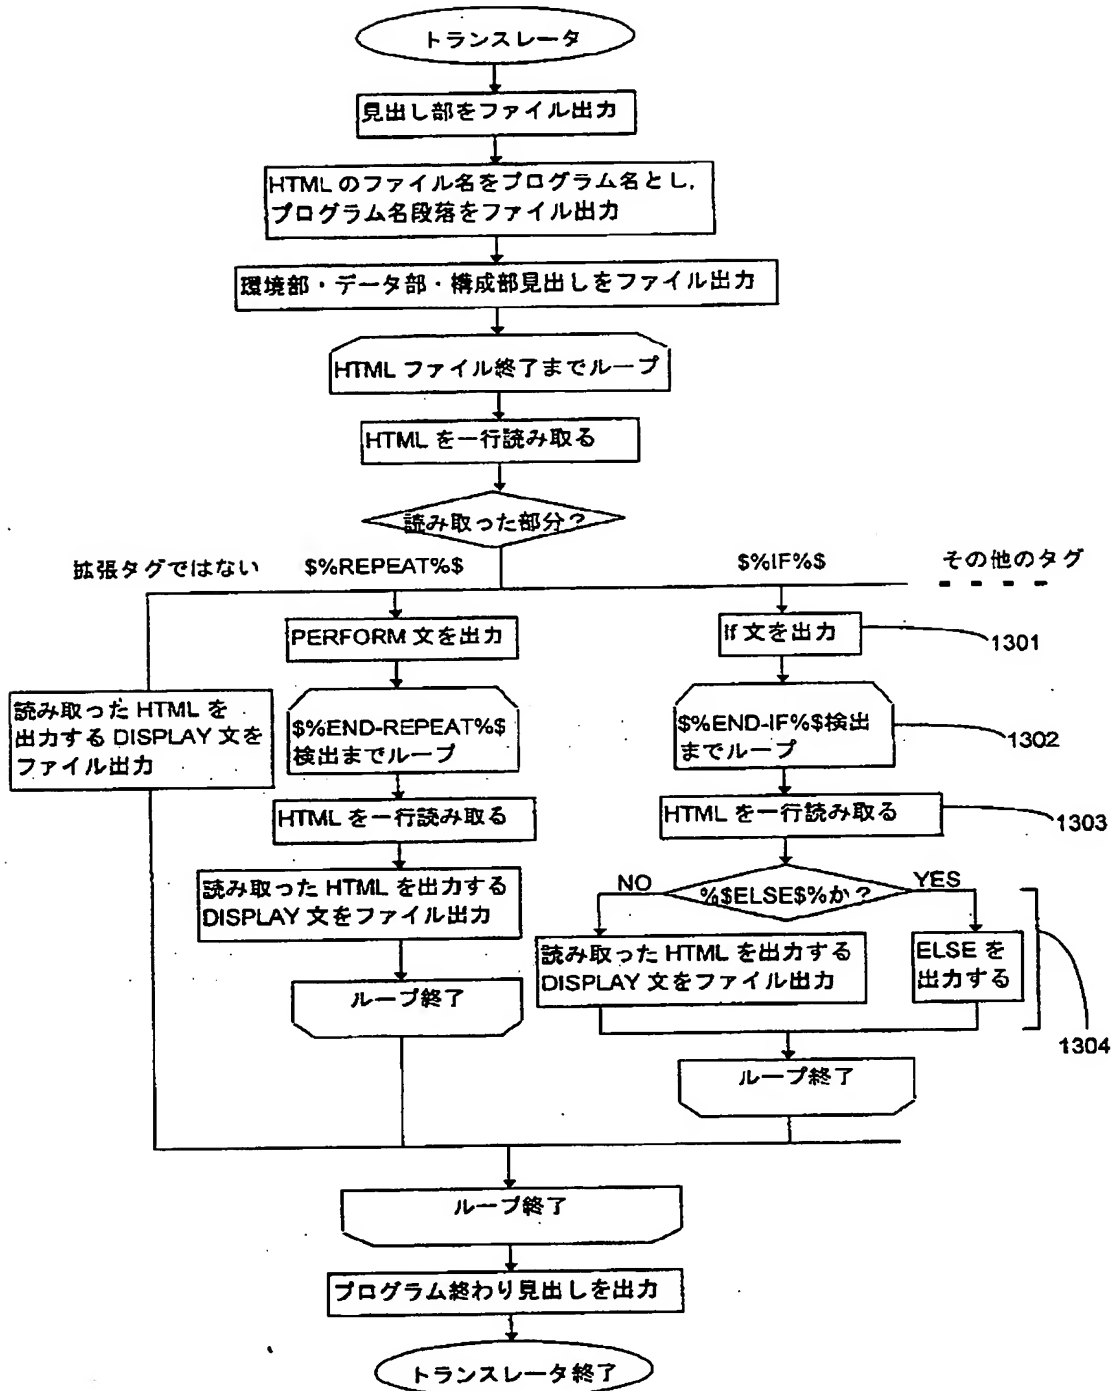 トランスレータ
見出し部をファイル出力
HTML のファイル名をプログラム名とし,
プログラム名段落をファイル出力
環境部・データ部・構成部見出しをファイル出力
HTML ファイル終了までループ
HTML を一行読み取る
読み取った部分？
拡張タグではない
$%REPEAT%$
$%IF%$
その他のタグ
PERFORM 文を出力
If 文を出力
1301
読み取った HTML を
出力する DISPLAY 文を
ファイル出力
$%END-REPEAT%$
検出までループ
$%END-IF%$検出
までループ
1302
HTML を一行読み取る
HTML を一行読み取る
1303
読み取った HTML を出力する
DISPLAY 文をファイル出力
NO
%$ELSE$%か？
YES
読み取った HTML を出力する
DISPLAY 文をファイル出力
ELSE を
出力する
1304
ループ終了
ループ終了
ループ終了
プログラム終わり見出しを出力
トランスレータ終了